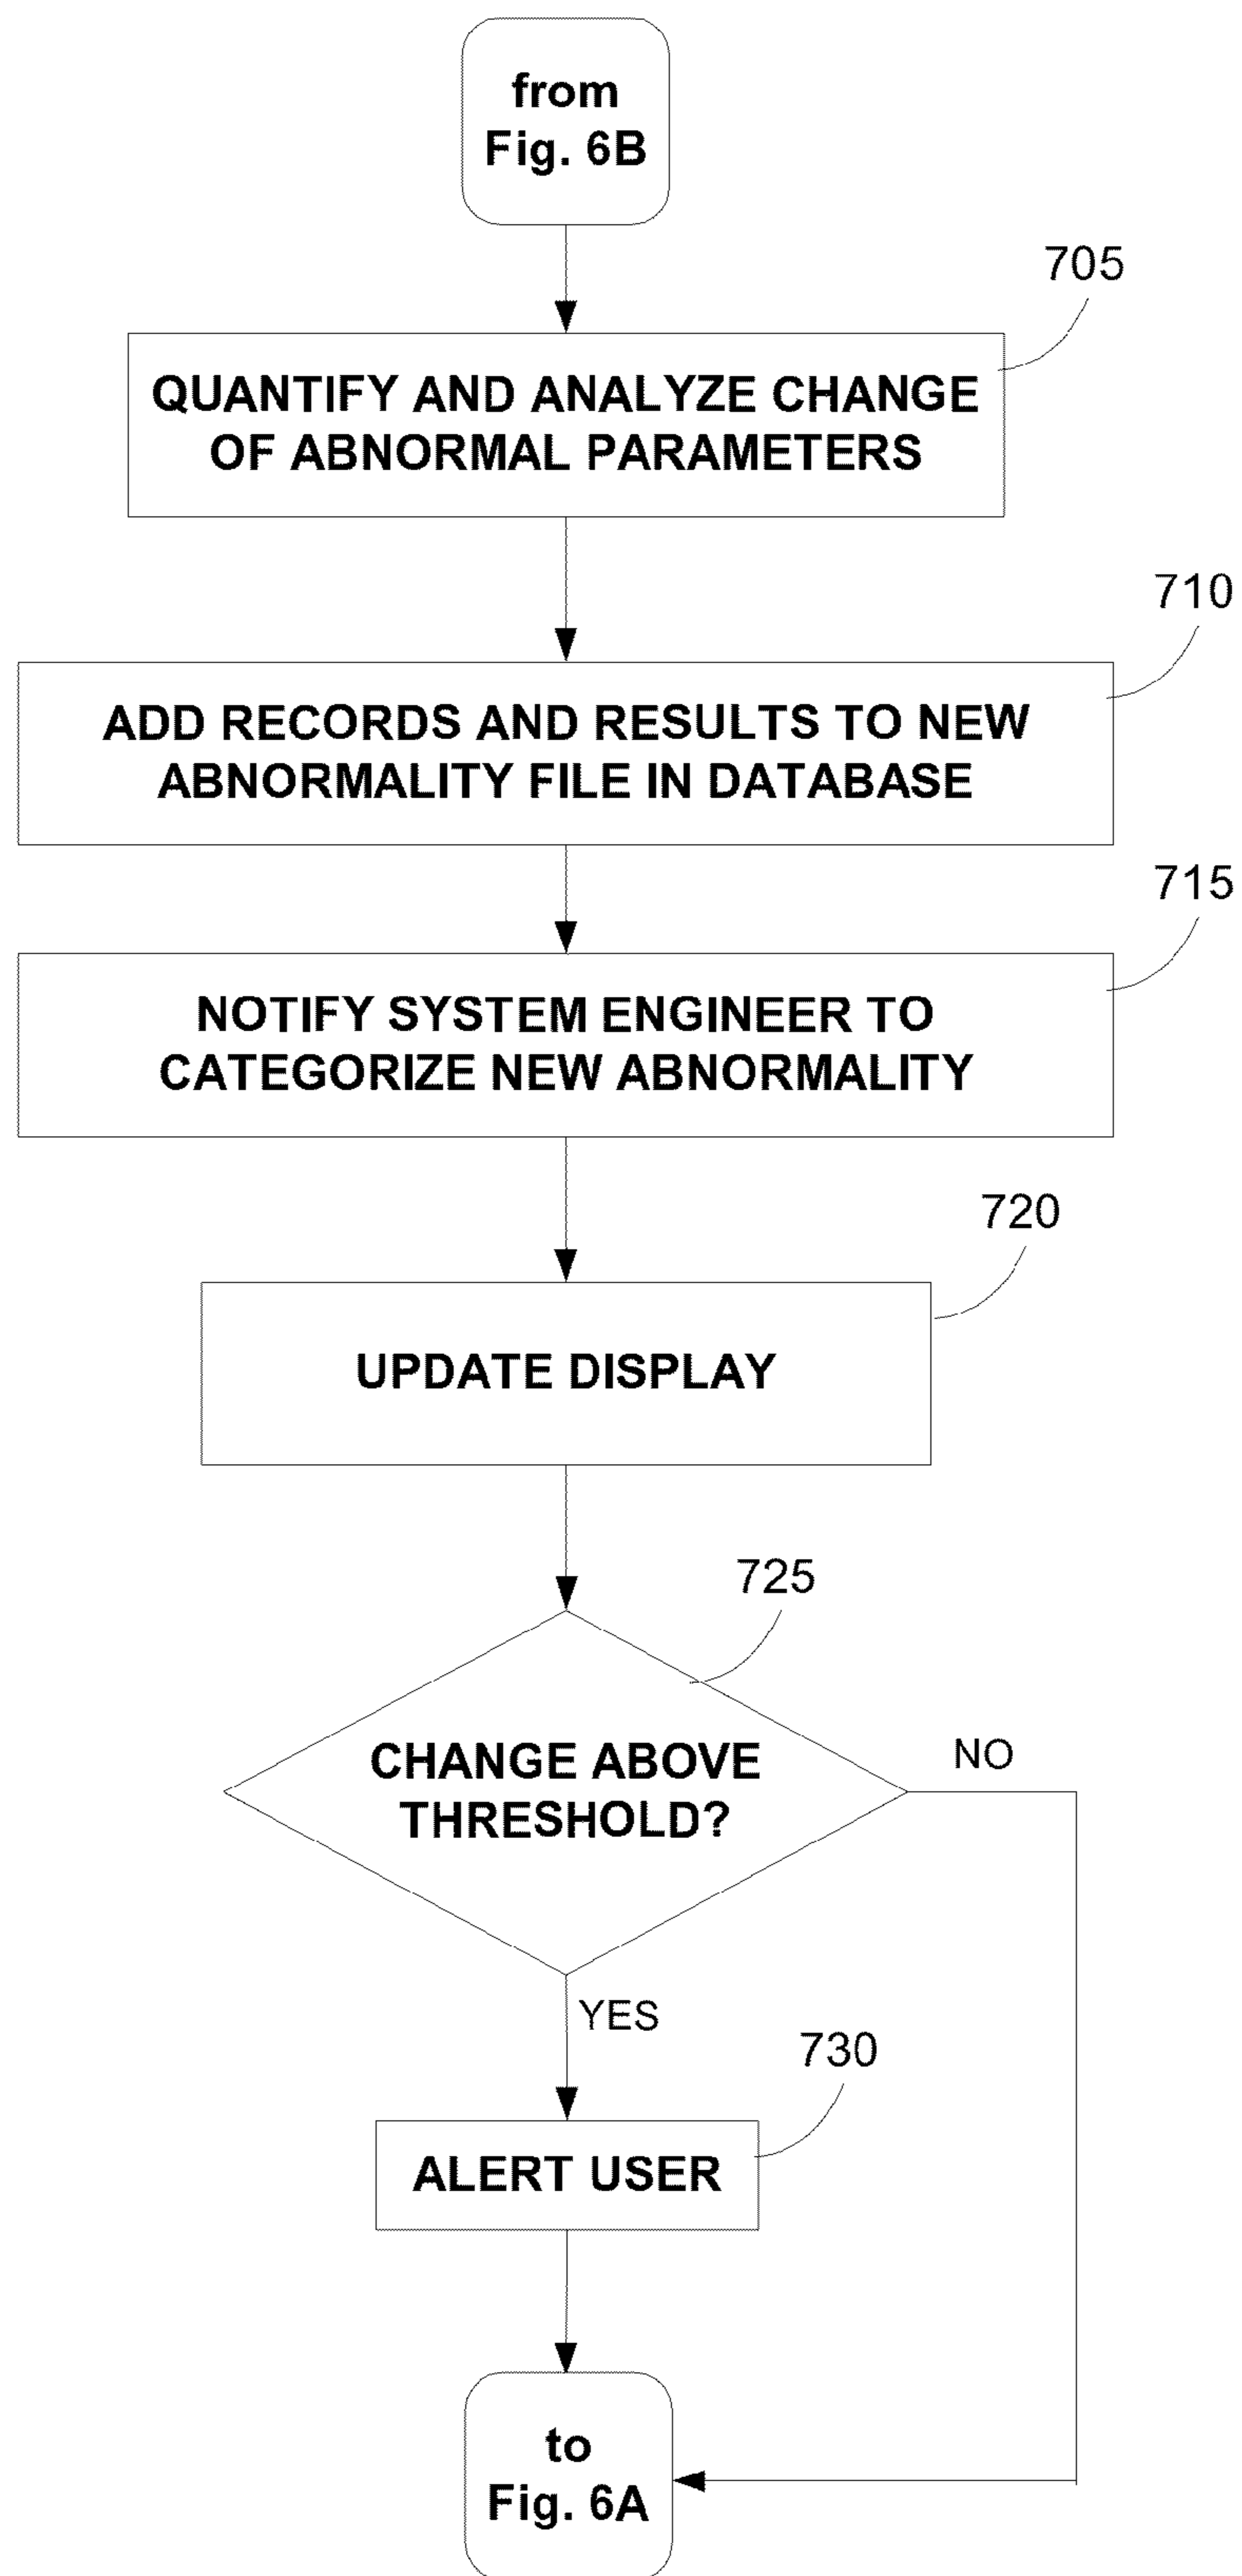 from
Fig. 6B
705
QUANTIFY AND ANALYZE CHANGE
OF ABNORMAL PARAMETERS
710
ADD RECORDS AND RESULTS TO NEW
ABNORMALITY FILE IN DATABASE
715
NOTIFY SYSTEM ENGINEER TO
CATEGORIZE NEW ABNORMALITY
720
UPDATE DISPLAY
725
CHANGE ABOVE
THRESHOLD?
NO
YES
730
ALERT USER
to
Fig. 6A